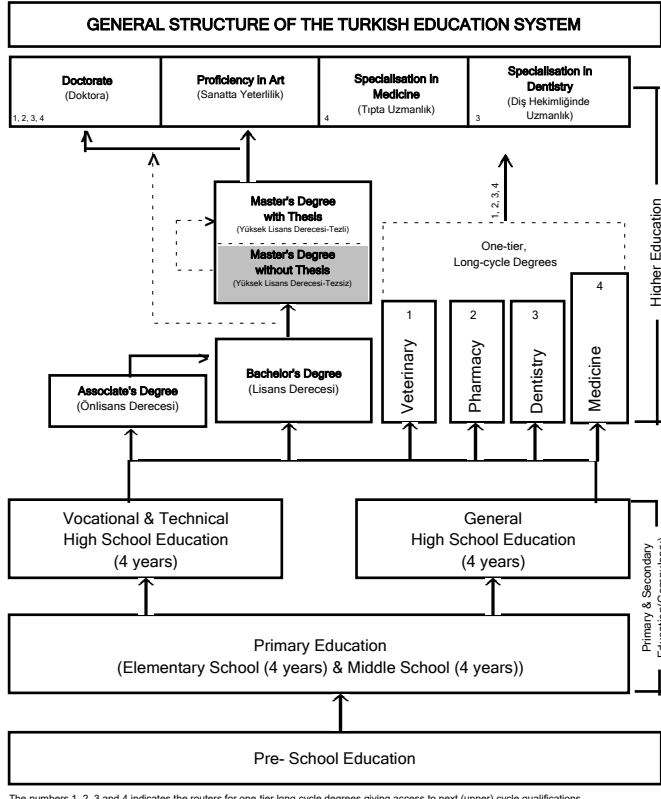 GENERAL STRUCTURE OF THE TURKISH EDUCATION SYSTEM
Doctorate
(Doktora)
1, 2, 3, 4
Proficiency in Art
(Sanatta Yeterlilik)
Specialisation in
Medicine
(Tıpta Uzmanlık)
4
Specialisation in
Dentistry
(Diş Hekimliğinde
Uzmanlık)
3
Higher Education
Master's Degree
with Thesis
(Yüksek Lisans Derecesi-Tezli)
Master's Degree
without Thesis
(Yüksek Lisans Derecesi-Tezsiz)
1, 2, 3, 4
One-tier,
Long-cycle Degrees
1
Veterinary
2
Pharmacy
3
Dentistry
4
Medicine
Associate's Degree
(Önlisans Derecesi)
Bachelor's Degree
(Lisans Derecesi)
Vocational & Technical
High School Education
(4 years)
General
High School Education
(4 years)
Primary & Secondary
Primary Education
(Elementary School (4 years) & Middle School (4 years))
Pre- School Education
The numbers 1, 2, 3 and 4 indicates the routers for one-tier long cycle degrees giving access to next (upper) cycle qualifications